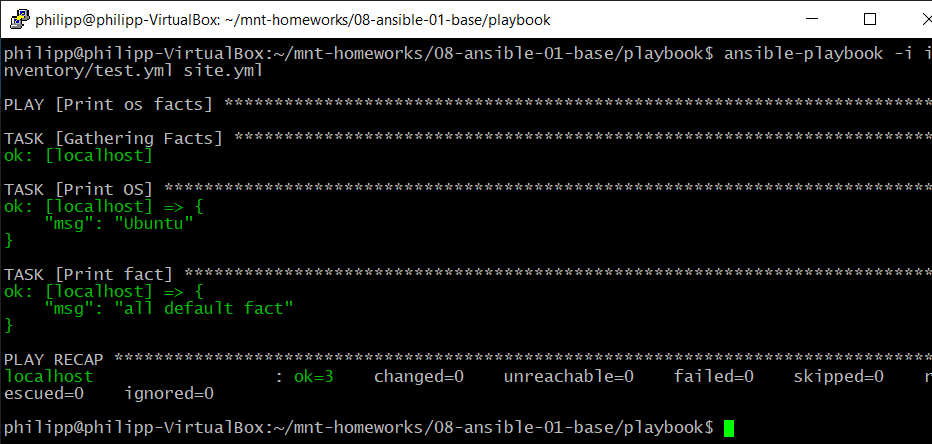 philipp@philipp-VirtualBox: ~/mnt-homeworks/08-ansible-01-base/playbook
philipp@philipp-VirtualBox:~/mnt-homeworks/08-ansible-01-base/playbook$ ansible-playbook -i i
nventory/test.yml site.yml
PLAY [Print os facts] ***********************************************************************
TASK [Gathering Facts] **********************************************************************
ok: [localhost]
TASK [Print OS] *****************************************************************************
ok: [localhost] => {
    "msg": "Ubuntu"
}
TASK [Print fact] ***************************************************************************
ok: [localhost] => {
    "msg": "all default fact"
}
PLAY RECAP **********************************************************************************
localhost                  : ok=3    changed=0    unreachable=0    failed=0    skipped=0    r
escued=0    ignored=0
philipp@philipp-VirtualBox:~/mnt-homeworks/08-ansible-01-base/playbook$